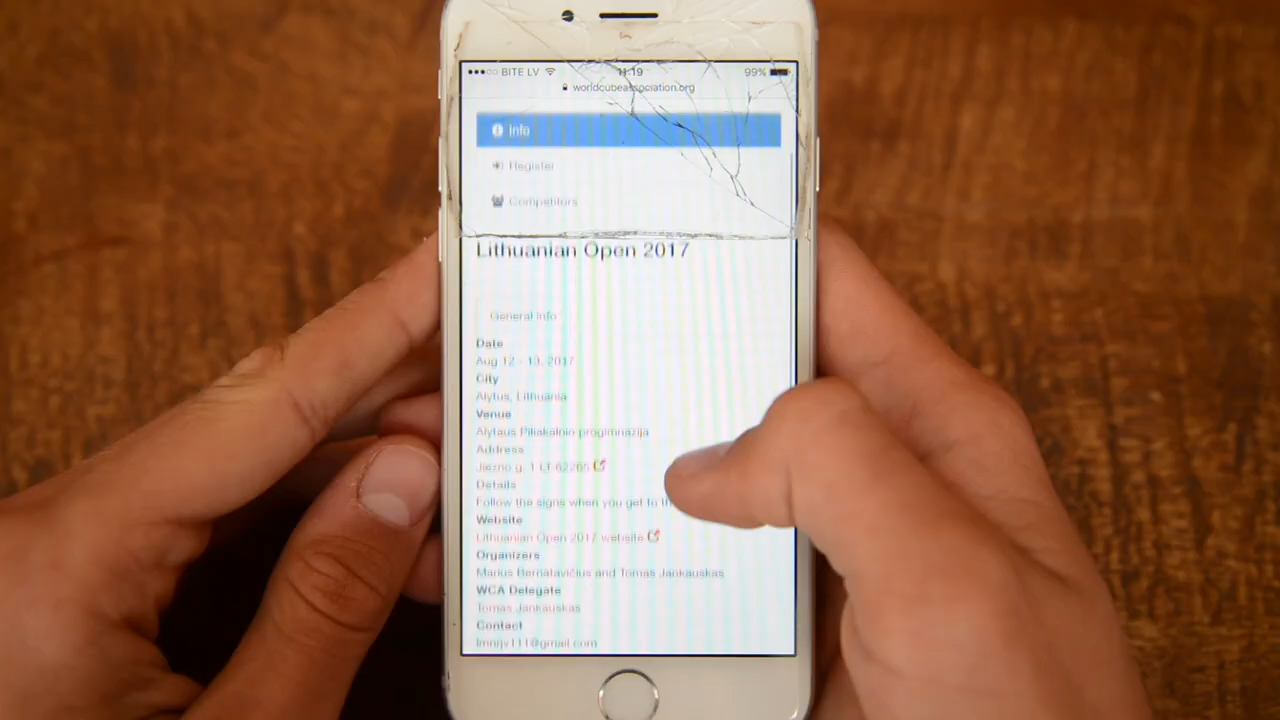 BITE LV 11:19 99%
worldcubeassociation.org
Info
Register
Competitors
Lithuanian Open 2017
General Info
Date
Aug 12 - 13, 2017
City
Alytus, Lithuania
Venue
Alytaus Piliakalnio progimnazija
Address
Jiezno g. 1 LT-62265
Details
Follow the signs when you get to
Website
Lithuanian Open 2017 website
Organizers
Marius Bernatavičius and Tomas Jankauskas
WCA Delegate
Tomas Jankauskas
Contact